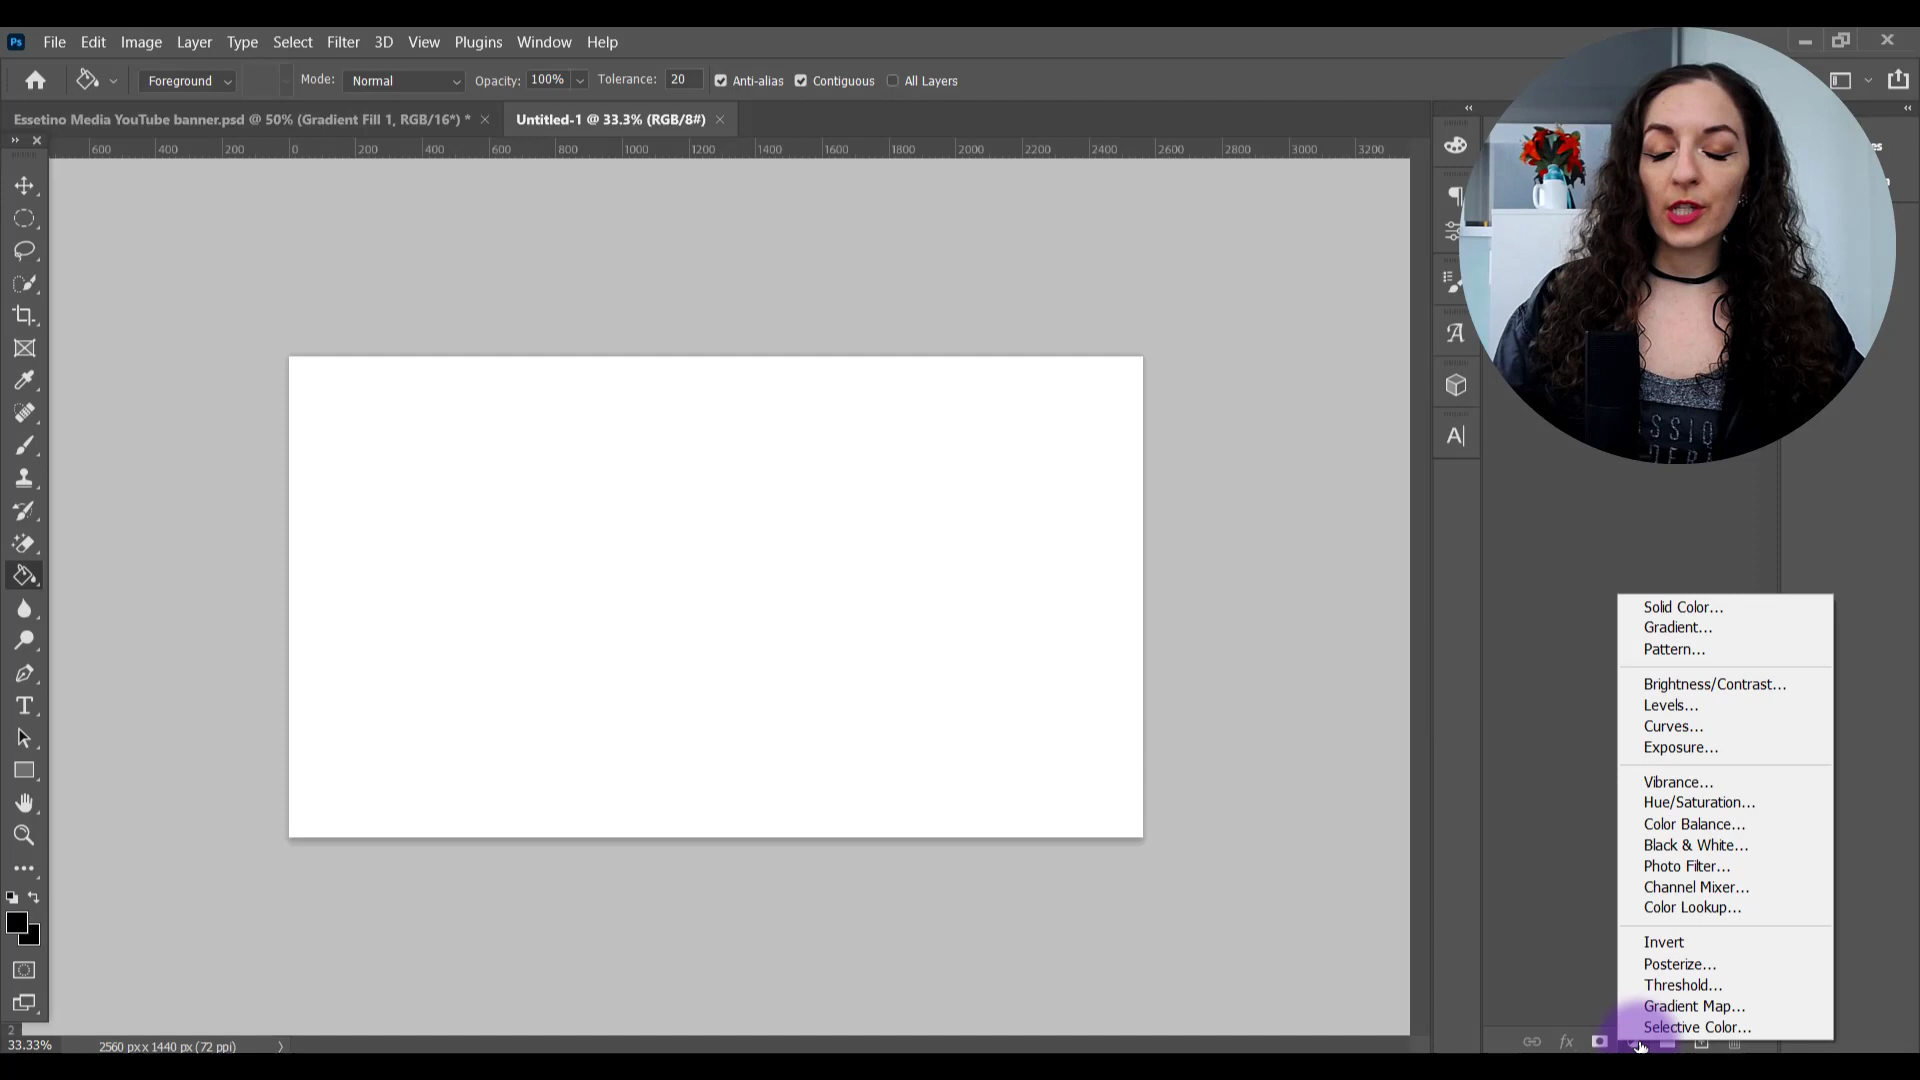 Ps File Edit Image Layer Type Select Filter 3D View Plugins Window Help
Foreground Mode: Normal Opacity: 100% Tolerance: 20 Anti-alias Contiguous All Layers
Essetino Media YouTube banner.psd @ 50% (Gradient Fill 1, RGB/16*) * Untitled-1 @ 33.3% (RGB/8#)
600 400 200 0 200 400 600 800 1000 1200 1400 1600 1800 2000 2200 2400 2600 2800 3000 3200
Solid Color...
Gradient...
Pattern...
Brightness/Contrast...
Levels...
Curves...
Exposure...
Vibrance...
Hue/Saturation...
Color Balance...
Black & White...
Photo Filter...
Channel Mixer...
Color Lookup...
Invert
Posterize...
Threshold...
Gradient Map...
Selective Color...
2
33.33% 2560 px x 1440 px (72 ppi)
fx